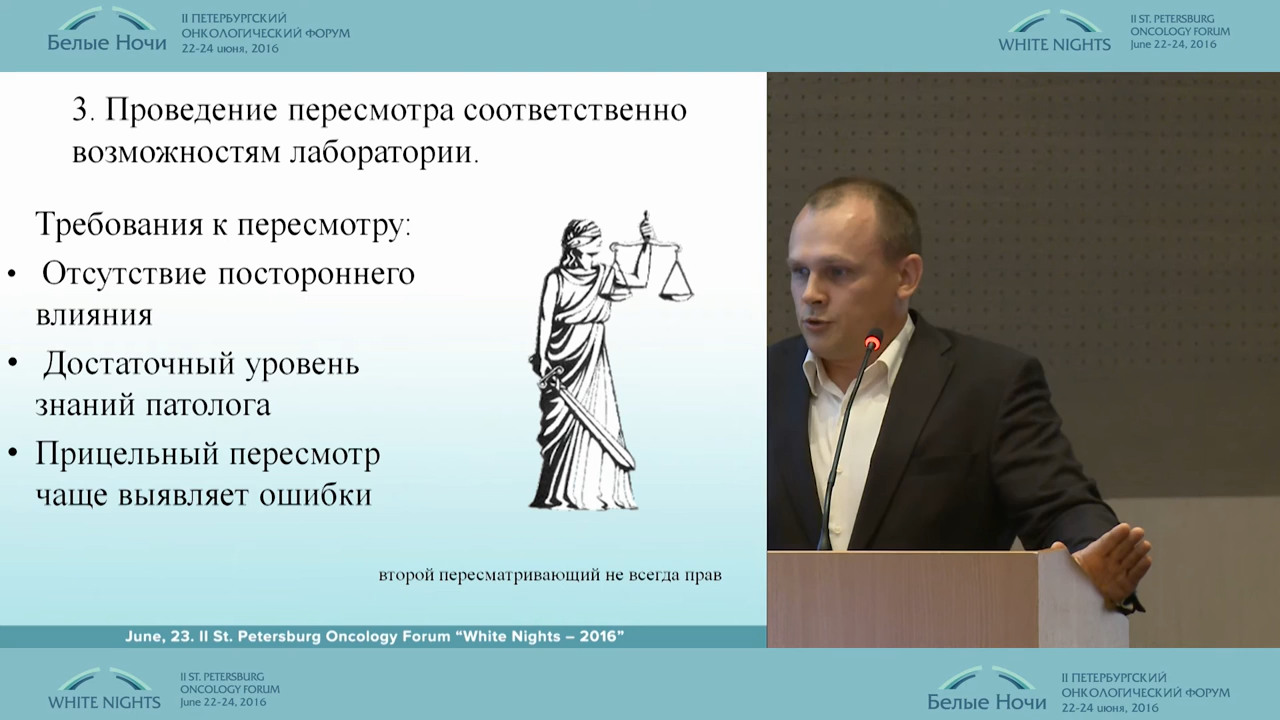 Белые Ночи
II ПЕТЕРБУРГСКИЙ
ОНКОЛОГИЧЕСКИЙ ФОРУМ
22-24 июня, 2016
WHITE NIGHTS
II ST. PETERSBURG
ONCOLOGY FORUM
June 22-24, 2016
3. Проведение пересмотра соответственно
возможностям лаборатории.
Требования к пересмотру:
• Отсутствие постороннего
влияния
• Достаточный уровень
знаний патолога
• Прицельный пересмотр
чаще выявляет ошибки
второй пересматривающий не всегда прав
June, 23. II St. Petersburg Oncology Forum “White Nights – 2016”
WHITE NIGHTS
II ST. PETERSBURG
ONCOLOGY FORUM
June 22-24, 2016
Белые Ночи
II ПЕТЕРБУРГСКИЙ
ОНКОЛОГИЧЕСКИЙ ФОРУМ
22-24 июня, 2016